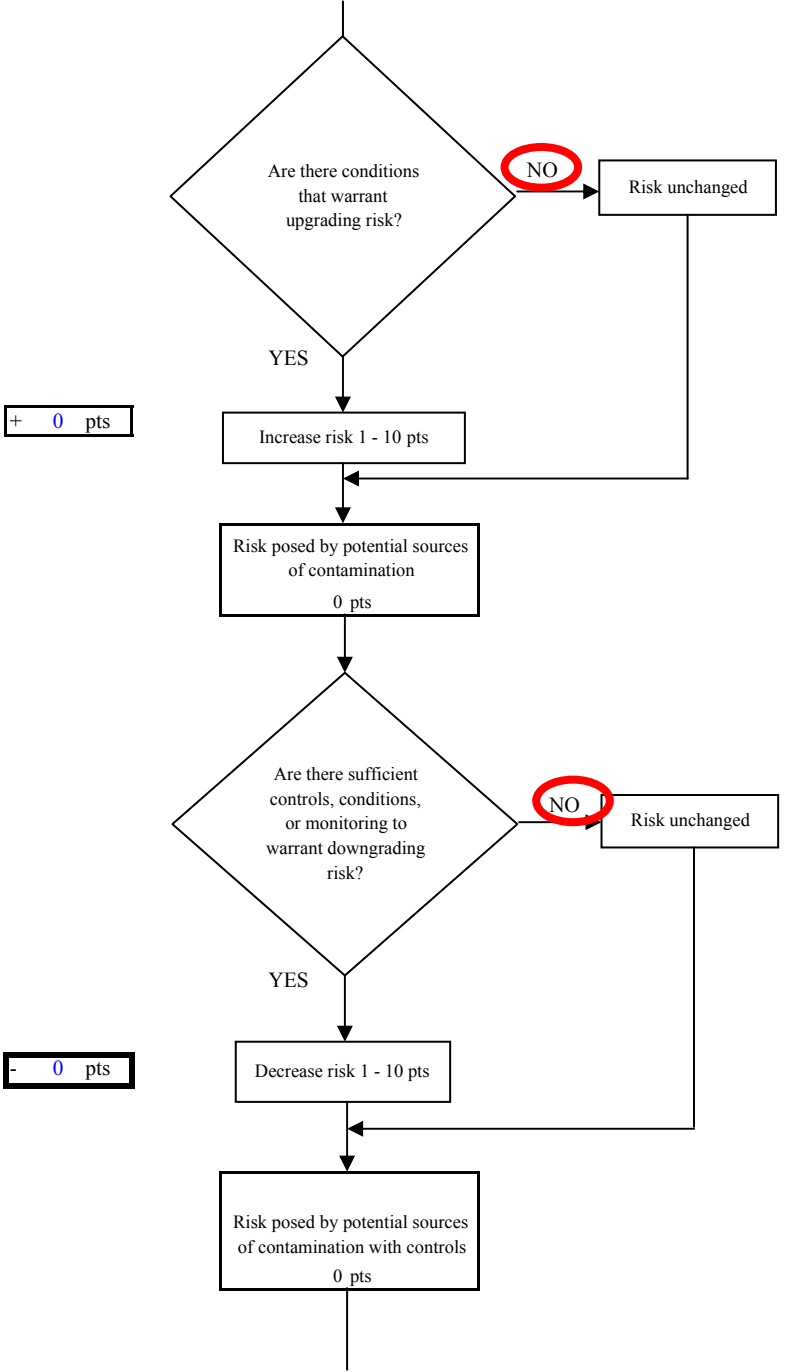 Are there conditions
that warrant
upgrading risk?
NO
Risk unchanged
YES
+ 0 pts
Increase risk 1 - 10 pts
Risk posed by potential sources
of contamination
0 pts
Are there sufficient
controls, conditions,
or monitoring to
warrant downgrading
risk?
NO
Risk unchanged
YES
- 0 pts
Decrease risk 1 - 10 pts
Risk posed by potential sources
of contamination with controls
0 pts